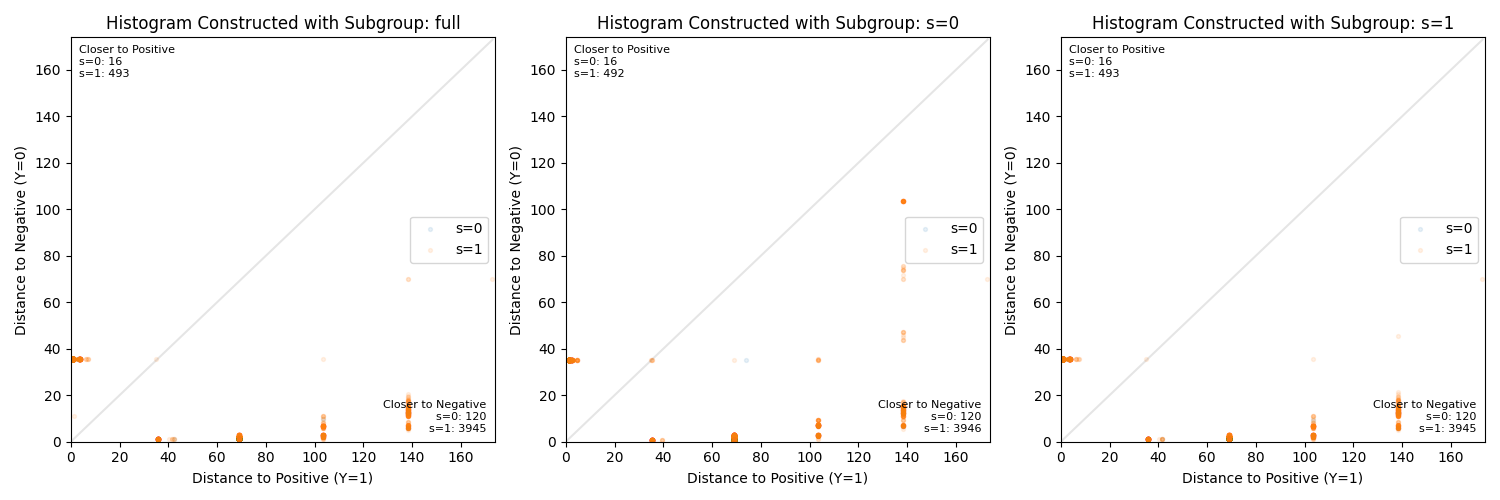 Histogram Constructed with Subgroup: full
Closer to Positive
s=0: 16
s=1: 493
Distance to Negative (Y=0)
160
140
120
100
80
60
40
20
0
s=0
s=1
Closer to Negative
s=0: 120
s=1: 3945
0 20 40 60 80 100 120 140 160
Distance to Positive (Y=1)
Histogram Constructed with Subgroup: s=0
Closer to Positive
s=0: 16
s=1: 492
Distance to Negative (Y=0)
160
140
120
100
80
60
40
20
0
s=0
s=1
Closer to Negative
s=0: 120
s=1: 3946
0 20 40 60 80 100 120 140 160
Distance to Positive (Y=1)
Histogram Constructed with Subgroup: s=1
Closer to Positive
s=0: 16
s=1: 493
Distance to Negative (Y=0)
160
140
120
100
80
60
40
20
0
s=0
s=1
Closer to Negative
s=0: 120
s=1: 3945
0 20 40 60 80 100 120 140 160
Distance to Positive (Y=1)